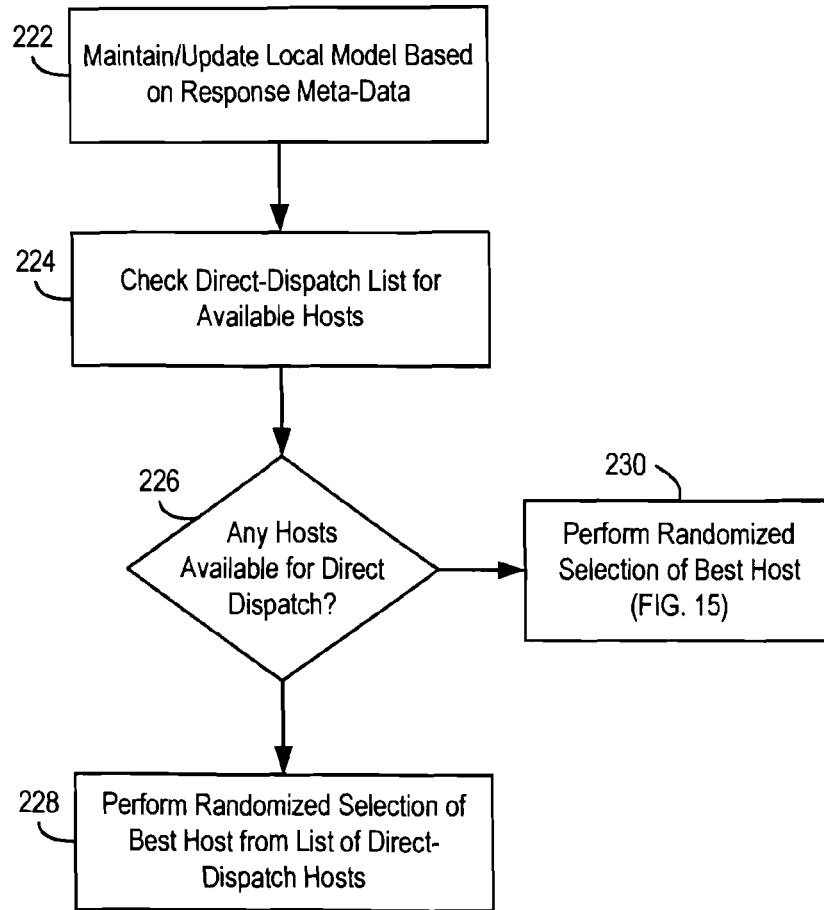 222
Maintain/Update Local Model Based
on Response Meta-Data
224
Check Direct-Dispatch List for
Available Hosts
226
Any Hosts
Available for Direct
Dispatch?
230
Perform Randomized
Selection of Best Host
(FIG. 15)
228
Perform Randomized Selection of
Best Host from List of Direct-
Dispatch Hosts